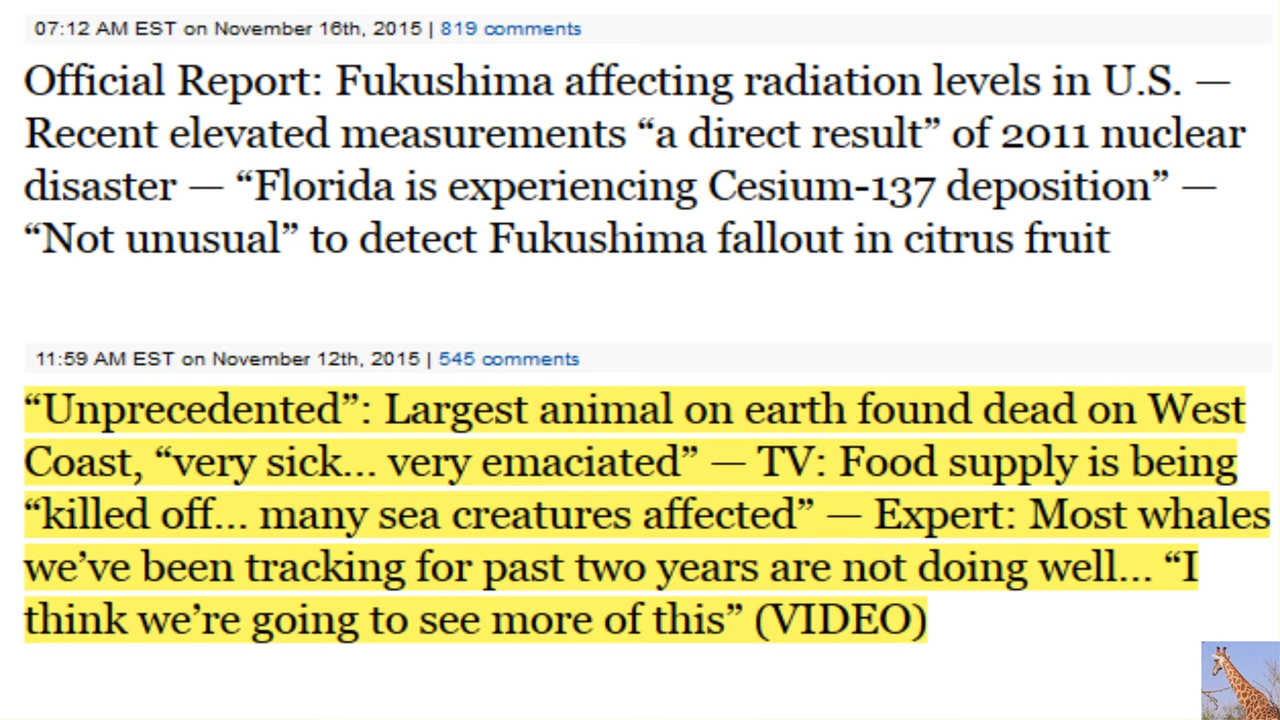 07:12 AM EST on November 16th, 2015 | 819 comments
Official Report: Fukushima affecting radiation levels in U.S. —
Recent elevated measurements “a direct result” of 2011 nuclear
disaster — “Florida is experiencing Cesium-137 deposition” —
“Not unusual” to detect Fukushima fallout in citrus fruit
11:59 AM EST on November 12th, 2015 | 545 comments
“Unprecedented”: Largest animal on earth found dead on West
Coast, “very sick... very emaciated” — TV: Food supply is being
“killed off... many sea creatures affected” — Expert: Most whales
we’ve been tracking for past two years are not doing well... “I
think we’re going to see more of this” (VIDEO)